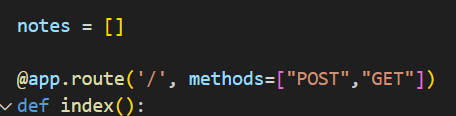 notes = []
@app.route('/', methods=["POST","GET"])
def index():